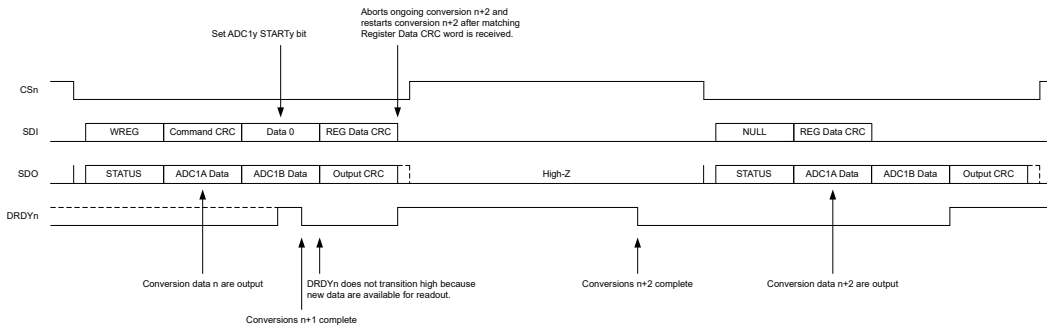 Aborts ongoing conversion n+2 and
restarts conversion n+2 after matching
Register Data CRC word is received.
Set ADC1y STARTy bit
CSn
SDI WREG Command CRC Data 0 REG Data CRC NULL REG Data CRC
SDO STATUS ADC1A Data ADC1B Data Output CRC High-Z STATUS ADC1A Data ADC1B Data Output CRC
DRDYn
Conversion data n are output
DRDYn does not transition high because
new data are available for readout.
Conversions n+2 complete
Conversion data n+2 are output
Conversions n+1 complete